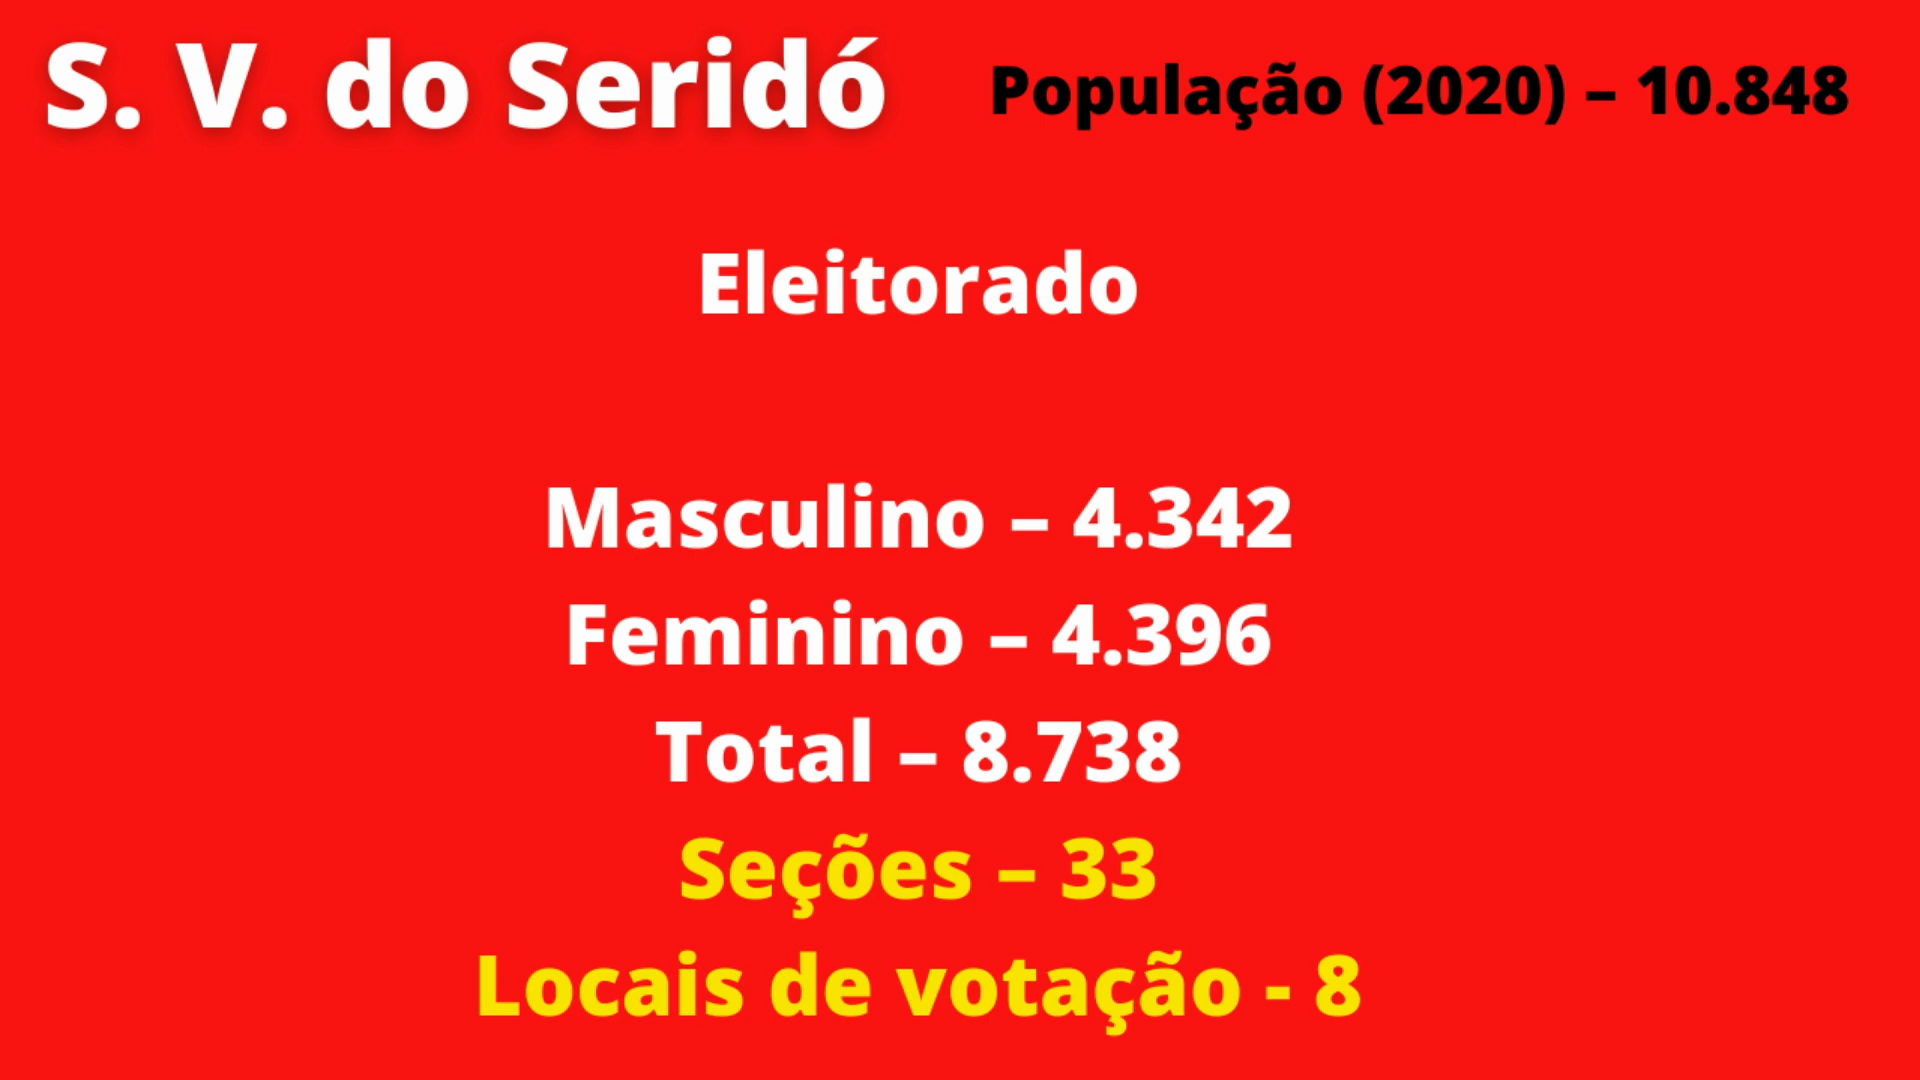 S. V. do Seridó
População (2020) – 10.848
Eleitorado
Masculino – 4.342
Feminino – 4.396
Total – 8.738
Seções – 33
Locais de votação - 8